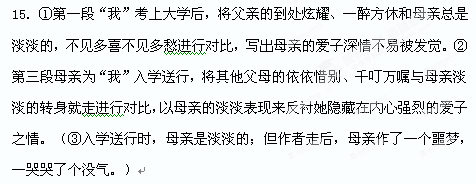 15. ①第一段“我”考上大学后，将父亲的到处炫耀、一醉方休和母亲总是
淡淡的，不见多喜不见多愁进行对比，写出母亲的爱子深情不易被发觉。②
第三段母亲为“我”入学送行，将其他父母的依依惜别、千叮万嘱与母亲淡
淡的转身就走进行对比，以母亲的淡淡表现来反衬她隐藏在内心强烈的爱子
之情。（③入学送行时，母亲是淡淡的；但作者走后，母亲作了一个噩梦，
一哭哭了个没气。）